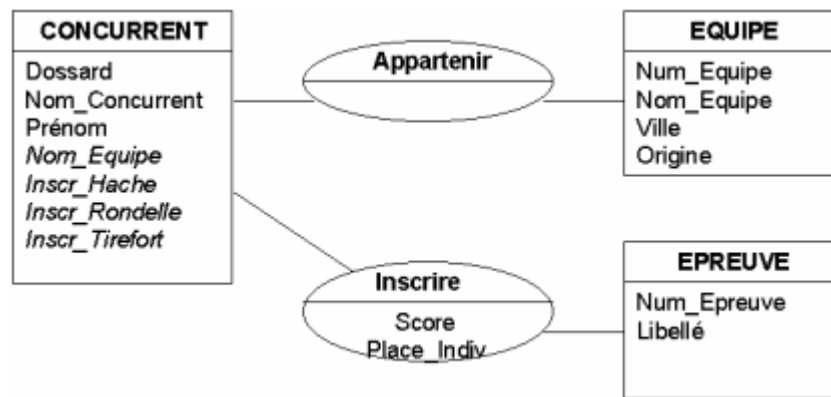 CONCURRENT
Dossard
Nom_Concurrent
Prénom
Nom_Equipe
Inscr_Hache
Inscr_Rondelle
Inscr_Tirefort
Appartenir
EQUIPE
Num_Equipe
Nom_Equipe
Ville
Origine
Inscrire
Score
Place_Indiv
EPREUVE
Num_Epreuve
Libellé